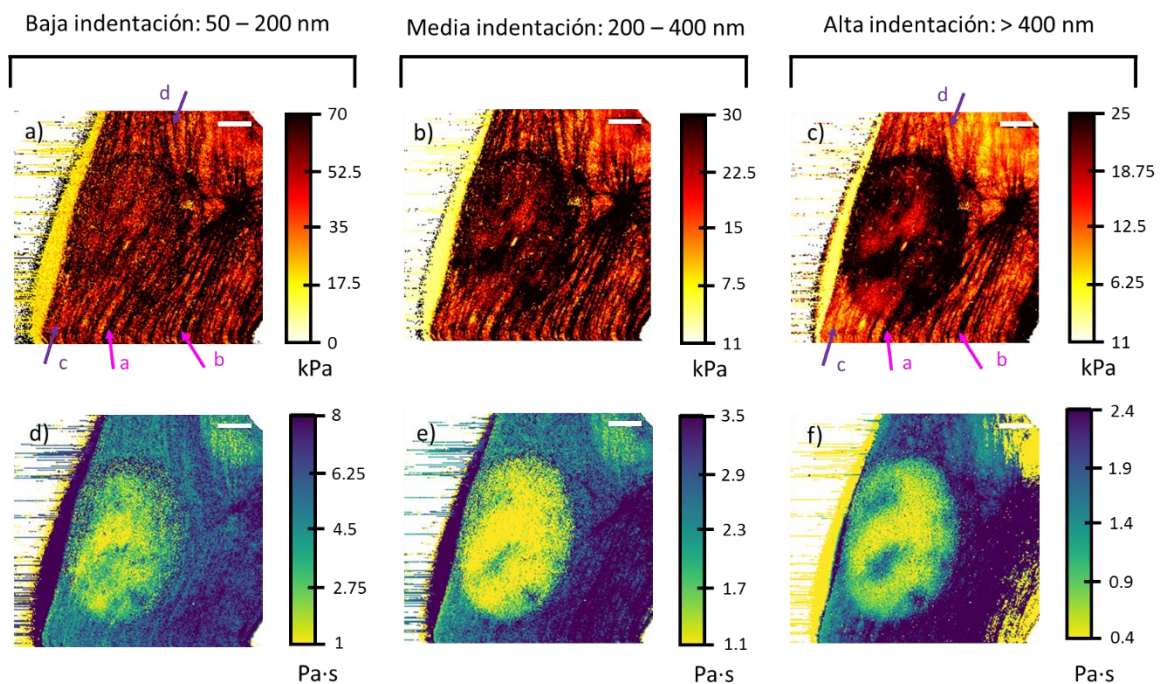 Baja indentación: 50 – 200 nm
Media indentación: 200 – 400 nm
Alta indentación: > 400 nm
d
d
a)
70
52.5
35
17.5
0
kPa
c
a
b
b)
30
22.5
15
7.5
11
kPa
c)
25
18.75
12.5
6.25
11
kPa
c
a
b
d)
8
6.25
4.5
2.75
1
Pa·s
e)
3.5
2.9
2.3
1.7
1.1
Pa·s
f)
2.4
1.9
1.4
0.9
0.4
Pa·s